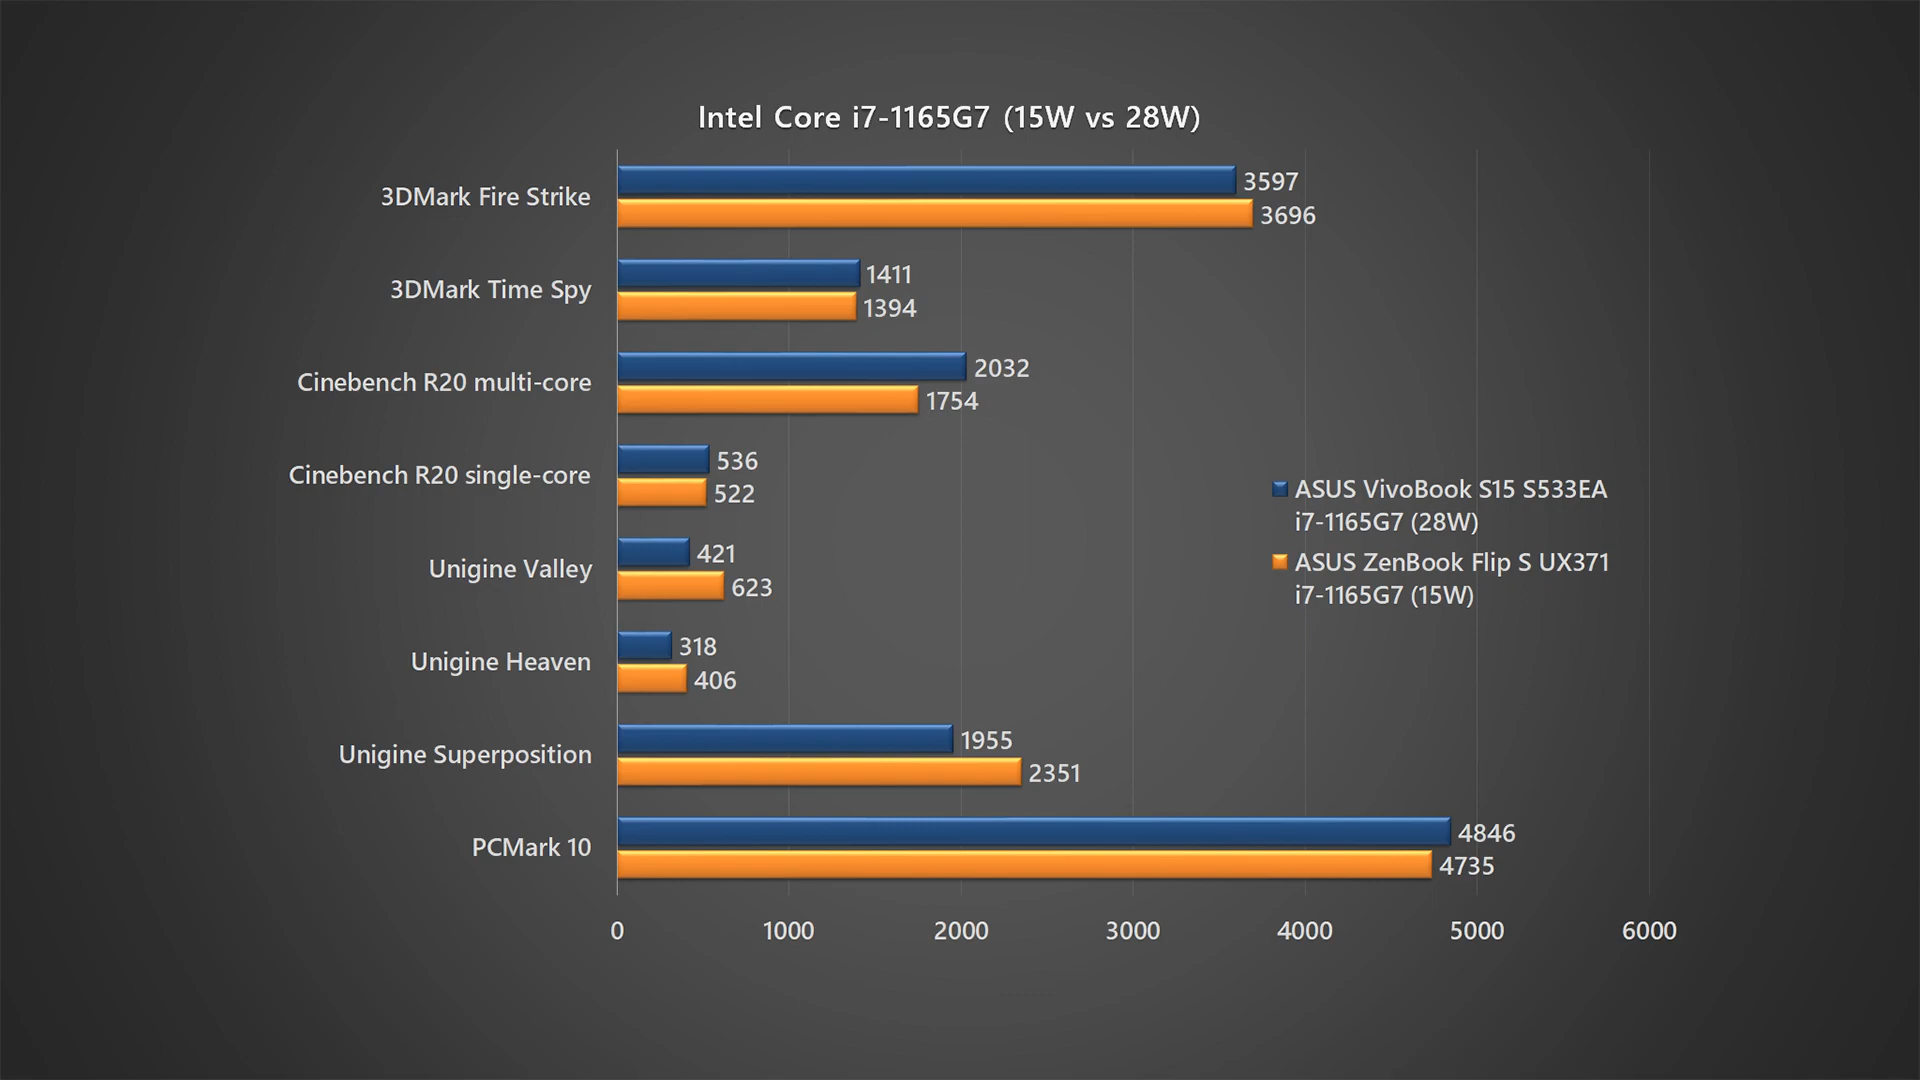 Intel Core i7-1165G7 (15W vs 28W)
3DMark Fire Strike
3597
3696
3DMark Time Spy
1411
1394
Cinebench R20 multi-core
2032
1754
Cinebench R20 single-core
536
522
Unigine Valley
421
623
Unigine Heaven
318
406
Unigine Superposition
1955
2351
PCMark 10
4846
4735
ASUS VivoBook S15 S533EA
i7-1165G7 (28W)
ASUS ZenBook Flip S UX371
i7-1165G7 (15W)
0 1000 2000 3000 4000 5000 6000